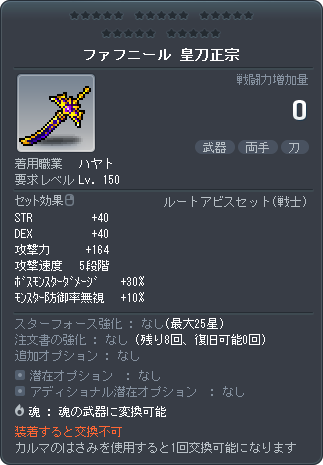 ファフニール 皇刀正宗
戦闘力増加量
0
武器 両手 刀
着用職業 ハヤト
要求レベル Lv. 150
セット効果 ルートアビスセット(戦士)
STR +40
DEX +40
攻撃力 +164
攻撃速度 5段階
ﾎﾞｽﾓﾝｽﾀｰﾀﾞﾒｰｼﾞ +30%
ﾓﾝｽﾀｰ防御率無視 +10%
スターフォース強化 : なし(最大25星)
注文書の強化 : なし (残り8回、復旧可能0回)
追加オプション : なし
潜在オプション : なし
アディショナル潜在オプション : なし
魂 : 魂の武器に変換可能
装着すると交換不可
カルマのはさみを使用すると1回交換可能になります